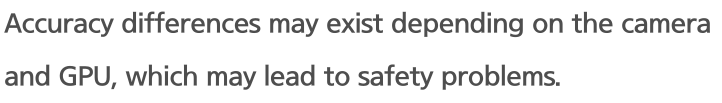 Accuracy differences may exist depending on the camera
and GPU, which may lead to safety problems.